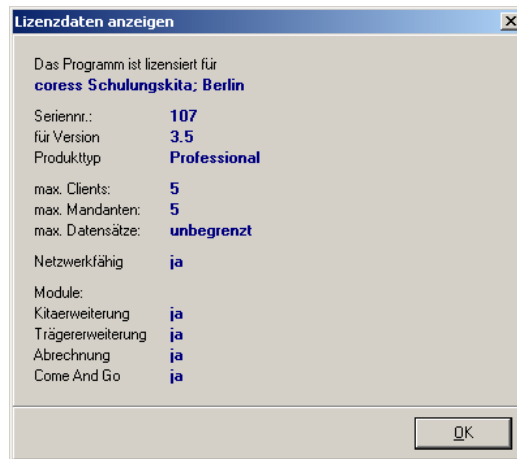 Lizenzdaten anzeigen
Das Programm ist lizensiert für
coress Schulungskita; Berlin
Seriennr.: 107
für Version 3.5
Produkttyp Professional
max. Clients: 5
max. Mandanten: 5
max. Datensätze: unbegrenzt
Netzwerkfähig ja
Module:
Kitaerweiterung ja
Trägererweiterung ja
Abrechnung ja
Come And Go ja
OK